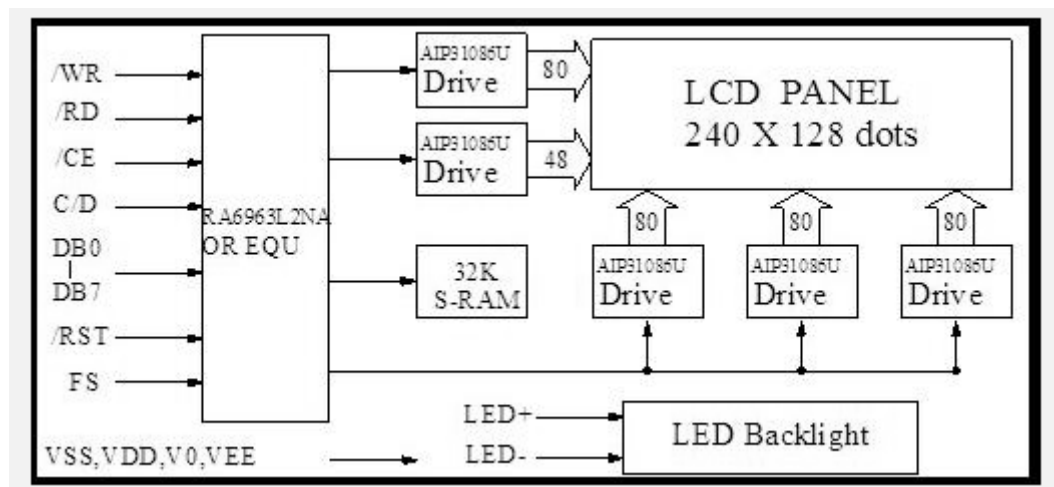 /WR
/RD
/CE
C/D
DB0
DB7
/RST
FS
VSS,VDD,V0,VEE
RA6963L2NA
OR EQU
AIP31086U
Drive
80
AIP31086U
Drive
48
32K
S-RAM
LCD PANEL
240 X 128 dots
80
80
80
AIP31086U
Drive
AIP31086U
Drive
AIP31086U
Drive
LED+
LED-
LED Backlight